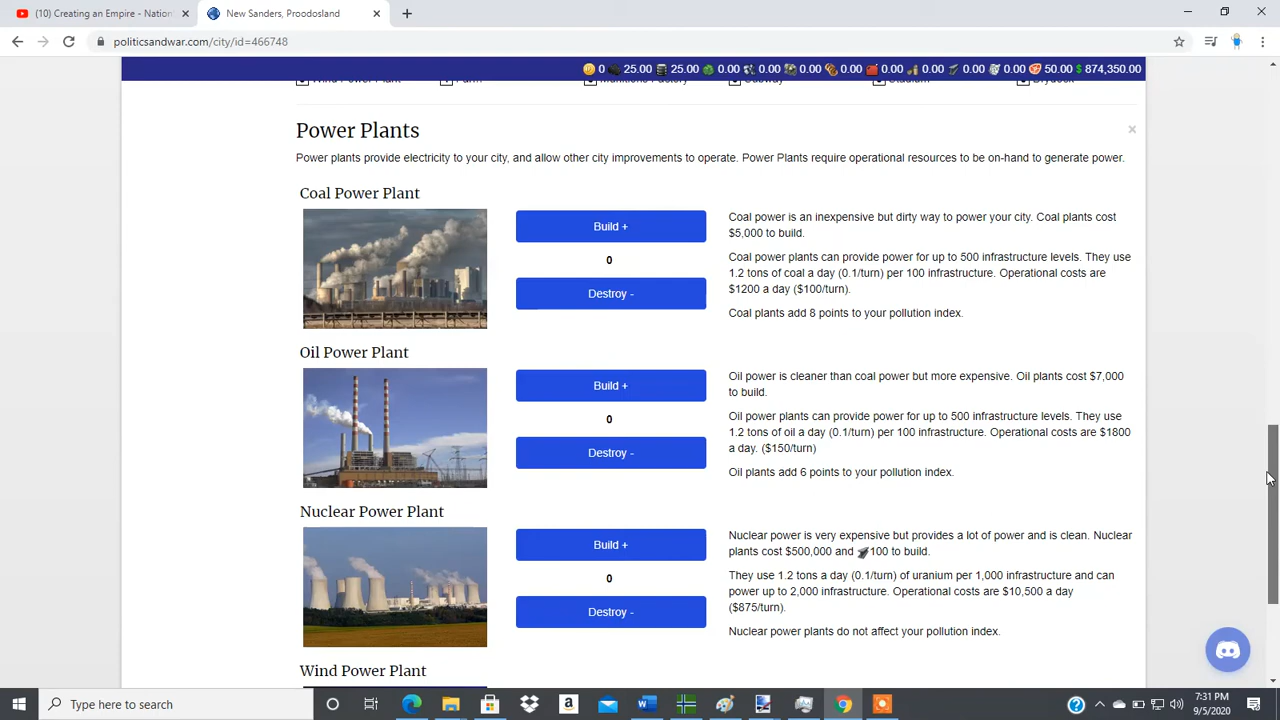 (10) Creating an Empire - Nation
New Sanders, Proodosland
politicsandwar.com/city/id=466748
0 25.00 25.00 0.00 0.00 0.00 0.00 0.00 0.00 0.00 0.00 50.00 $ 874,350.00
Wind Power Plant Farm Munitions Factory Subway Stadium Drydock
Power Plants
Power plants provide electricity to your city, and allow other city improvements to operate. Power Plants require operational resources to be on-hand to generate power.
Coal Power Plant
Build +
0
Destroy -
Coal power is an inexpensive but dirty way to power your city. Coal plants cost
$5,000 to build.
Coal power plants can provide power for up to 500 infrastructure levels. They use
1.2 tons of coal a day (0.1/turn) per 100 infrastructure. Operational costs are
$1200 a day ($100/turn).
Coal plants add 8 points to your pollution index.
Oil Power Plant
Build +
0
Destroy -
Oil power is cleaner than coal power but more expensive. Oil plants cost $7,000
to build.
Oil power plants can provide power for up to 500 infrastructure levels. They use
1.2 tons of oil a day (0.1/turn) per 100 infrastructure. Operational costs are $1800
a day. ($150/turn)
Oil plants add 6 points to your pollution index.
Nuclear Power Plant
Build +
0
Destroy -
Nuclear power is very expensive but provides a lot of power and is clean. Nuclear
plants cost $500,000 and 100 to build.
They use 1.2 tons a day (0.1/turn) of uranium per 1,000 infrastructure and can
power up to 2,000 infrastructure. Operational costs are $10,500 a day
($875/turn).
Nuclear power plants do not affect your pollution index.
Wind Power Plant
Type here to search
7:31 PM
9/5/2020